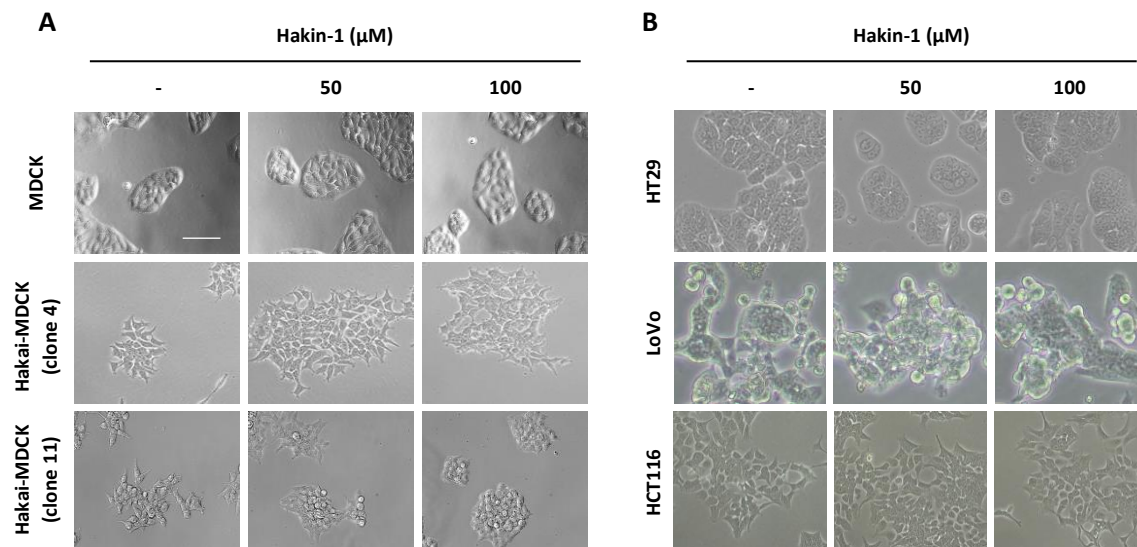 A
Hakin-1 (µM)
-
50
100
MDCK
Hakai-MDCK
(clone 4)
Hakai-MDCK
(clone 11)
B
Hakin-1 (µM)
-
50
100
HT29
LoVo
HCT116